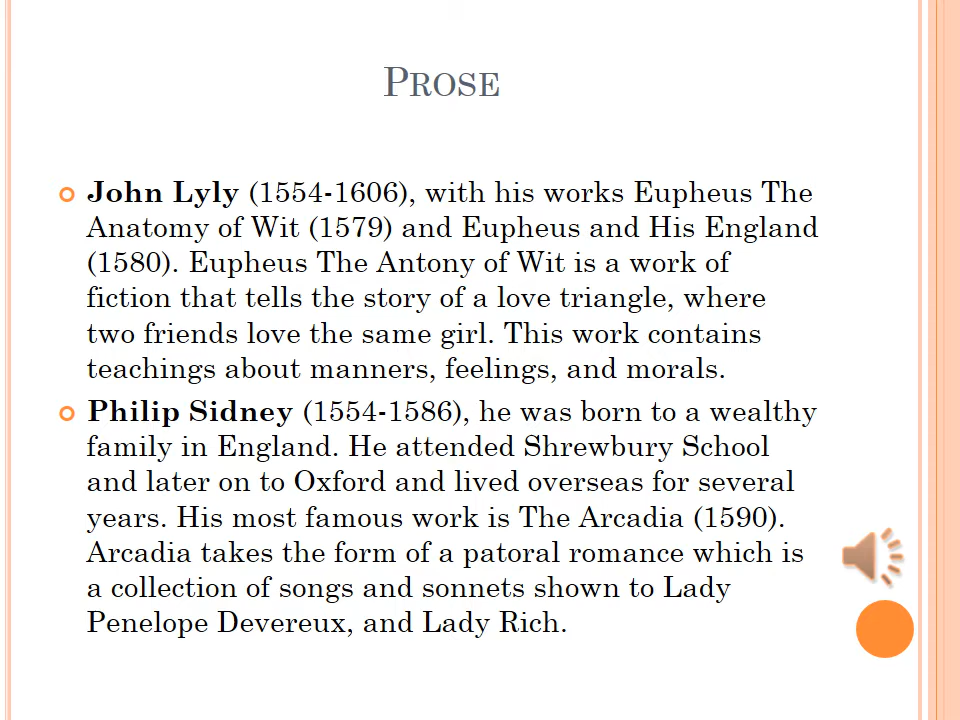 PROSE
John Lyly (1554-1606), with his works Eupheus The
Anatomy of Wit (1579) and Eupheus and His England
(1580). Eupheus The Antony of Wit is a work of
fiction that tells the story of a love triangle, where
two friends love the same girl. This work contains
teachings about manners, feelings, and morals.
Philip Sidney (1554-1586), he was born to a wealthy
family in England. He attended Shrewbury School
and later on to Oxford and lived overseas for several
years. His most famous work is The Arcadia (1590).
Arcadia takes the form of a patoral romance which is
a collection of songs and sonnets shown to Lady
Penelope Devereux, and Lady Rich.